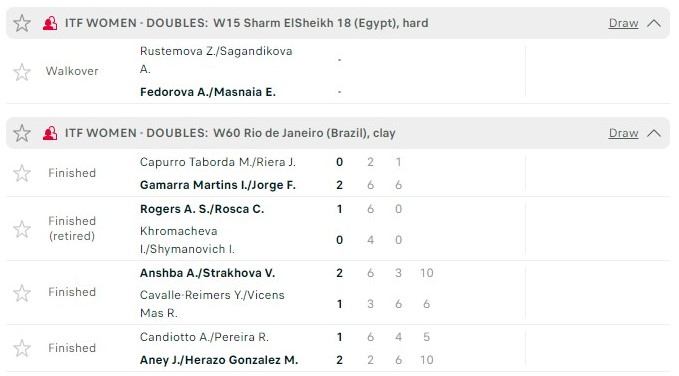 ITF WOMEN - DOUBLES: W15 Sharm ElSheikh 18 (Egypt), hard Draw
Rustemova Z./Sagandikova
A. -
Walkover
Fedorova A./Masnaia E. -
ITF WOMEN - DOUBLES: W60 Rio de Janeiro (Brazil), clay Draw
Capurro Taborda M./Riera J. 0 2 1
Finished
Gamarra Martins I./Jorge F. 2 6 6
Rogers A. S./Rosca C. 1 6 0
Finished
(retired)
Khromacheva
I./Shymanovich I. 0 4 0
Anshba A./Strakhova V. 2 6 3 10
Finished
Cavalle-Reimers Y./Vicens
Mas R. 1 3 6 6
Candiotto A./Pereira R. 1 6 4 5
Finished
Aney J./Herazo Gonzalez M. 2 2 6 10